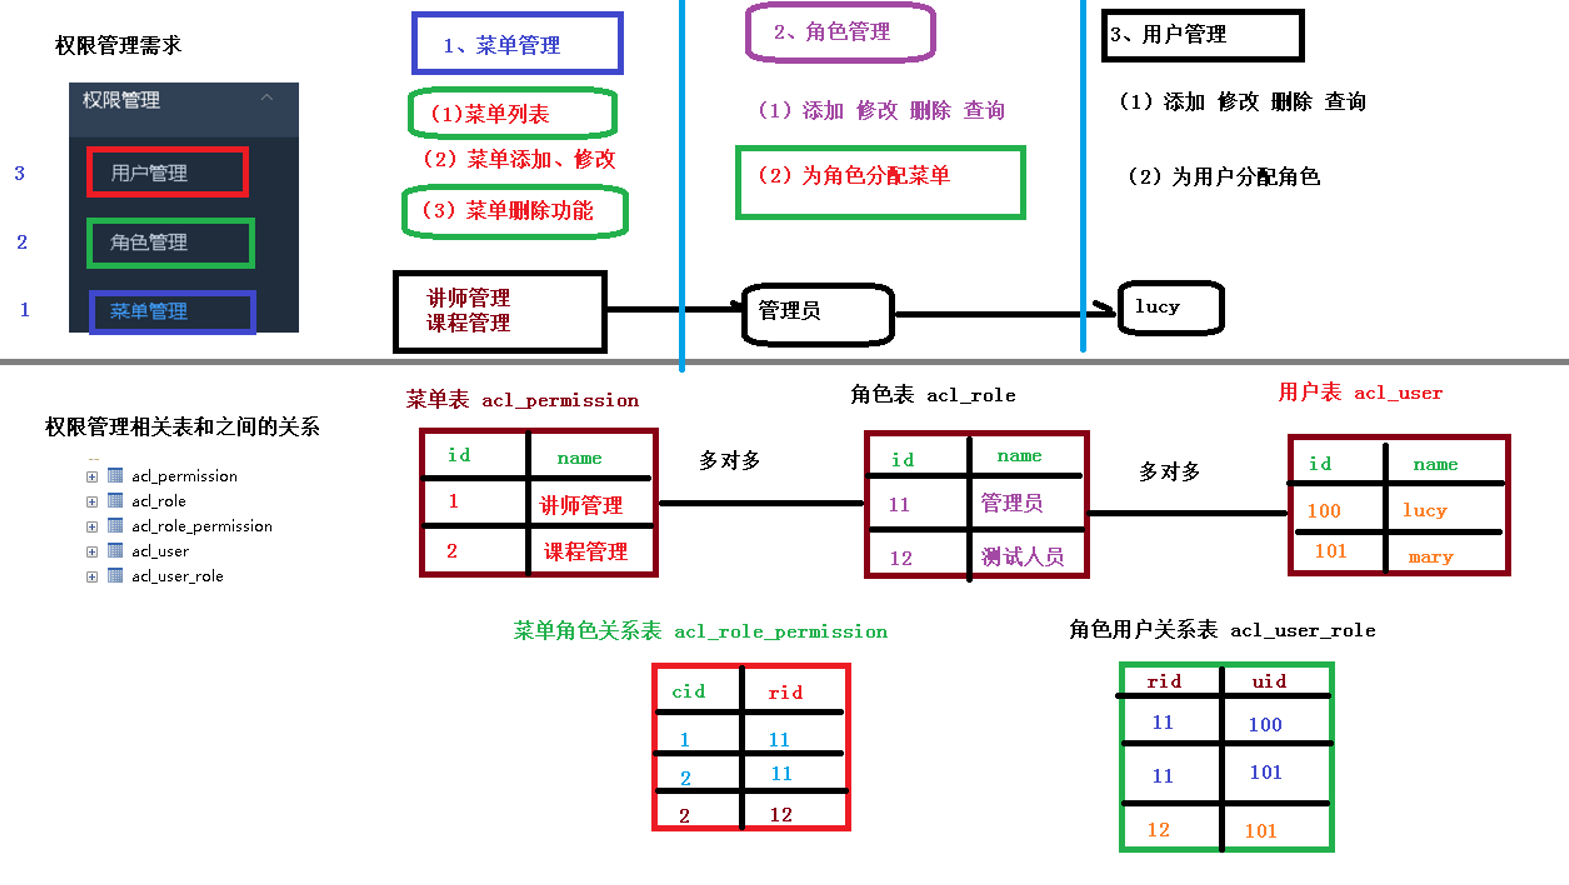 权限管理需求
权限管理
用户管理
角色管理
菜单管理
3
2
1
1、菜单管理
(1)菜单列表
(2) 菜单添加、修改
(3) 菜单删除功能
讲师管理
课程管理
2、角色管理
(1) 添加 修改 删除 查询
(2) 为角色分配菜单
管理员
3、用户管理
(1) 添加 修改 删除 查询
(2) 为用户分配角色
lucy
权限管理相关表和之间的关系
acl_permission
acl_role
acl_role_permission
acl_user
acl_user_role
菜单表 acl_permission
id name
1 讲师管理
2 课程管理
多对多
角色表 acl_role
id name
11 管理员
12 测试人员
多对多
用户表 acl_user
id name
100 lucy
101 mary
菜单角色关系表 acl_role_permission
cid rid
1 11
2 11
2 12
角色用户关系表 acl_user_role
rid uid
11 100
11 101
12 101